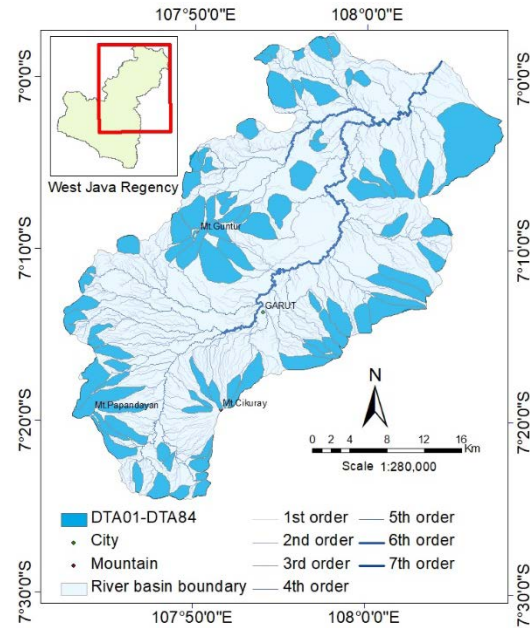 107°50'0"E 108°0'0"E
7°0'0"S 7°0'0"S
West Java Regency
Mt.Guntur
7°10'0"S 7°10'0"S
GARUT
N
Mt.Papandayan Mt.Cikuray
7°20'0"S 7°20'0"S
0 2 4 8 12 16
Km
Scale 1:280,000
DTA01-DTA84 1st order 5th order
City 2nd order 6th order
Mountain 3rd order 7th order
River basin boundary 4th order
7°30'0"S 7°30'0"S
107°50'0"E 108°0'0"E